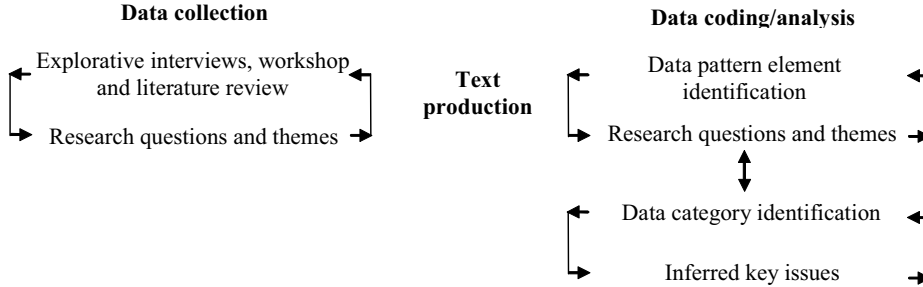 Data collection
Explorative interviews, workshop
and literature review
Research questions and themes
Text
production
Data coding/analysis
Data pattern element
identification
Research questions and themes
Data category identification
Inferred key issues